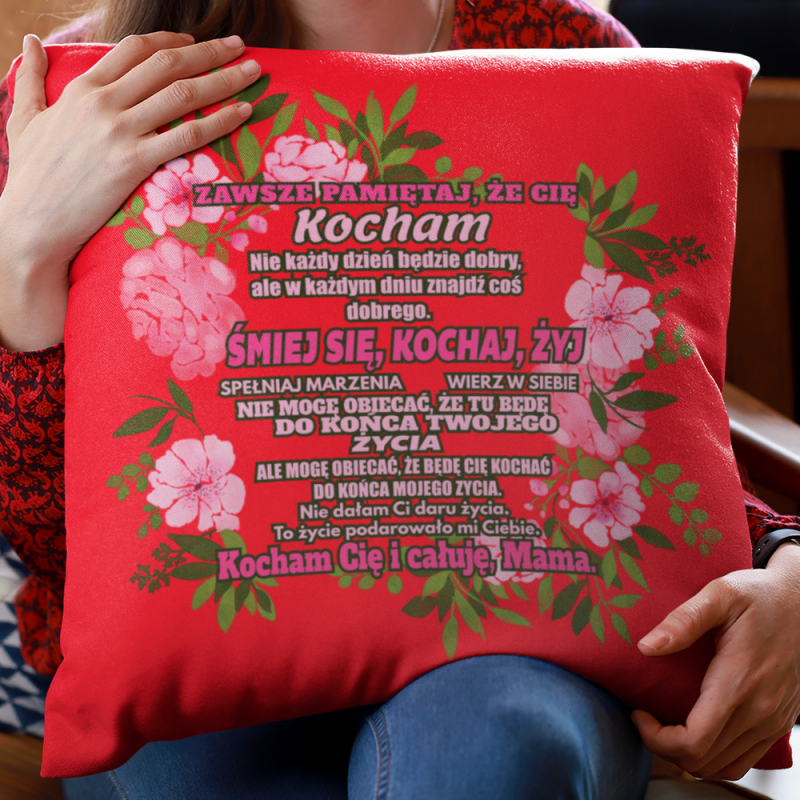 ZAWSZE PAMIĘTAJ, ŻE CIĘ
Kocham
Nie każdy dzień będzie dobry,
ale w każdym dniu znajdź coś
dobrego.
ŚMIEJ SIĘ, KOCHAJ, ŻYJ
SPEŁNIAJ MARZENIA WIERZ W SIEBIE
NIE MOGĘ OBIECAĆ, ŻE TU BĘDĘ
DO KOŃCA TWOJEGO
ŻYCIA
ALE MOGĘ OBIECAĆ, ŻE BĘDĘ CIĘ KOCHAĆ
DO KOŃCA MOJEGO ŻYCIA.
Nie dałam Ci daru życia.
To życie podarowało mi Ciebie.
Kocham Cię i całuję, Mama.